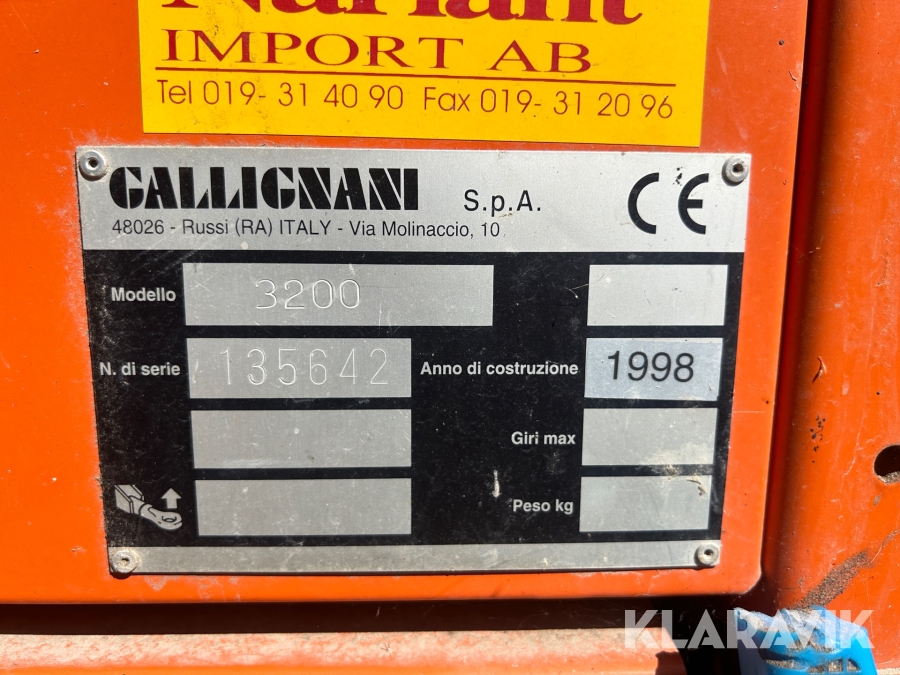 IMPORT AB
Tel 019- 31 40 90 Fax 019- 31 20 96
GALLIGNANI S.p.A. CE
48026 - Russi (RA) ITALY - Via Molinaccio, 10
Modello 3200
N. di serie 135642 Anno di costruzione 1998
Giri max
Peso kg
KLARAVIK